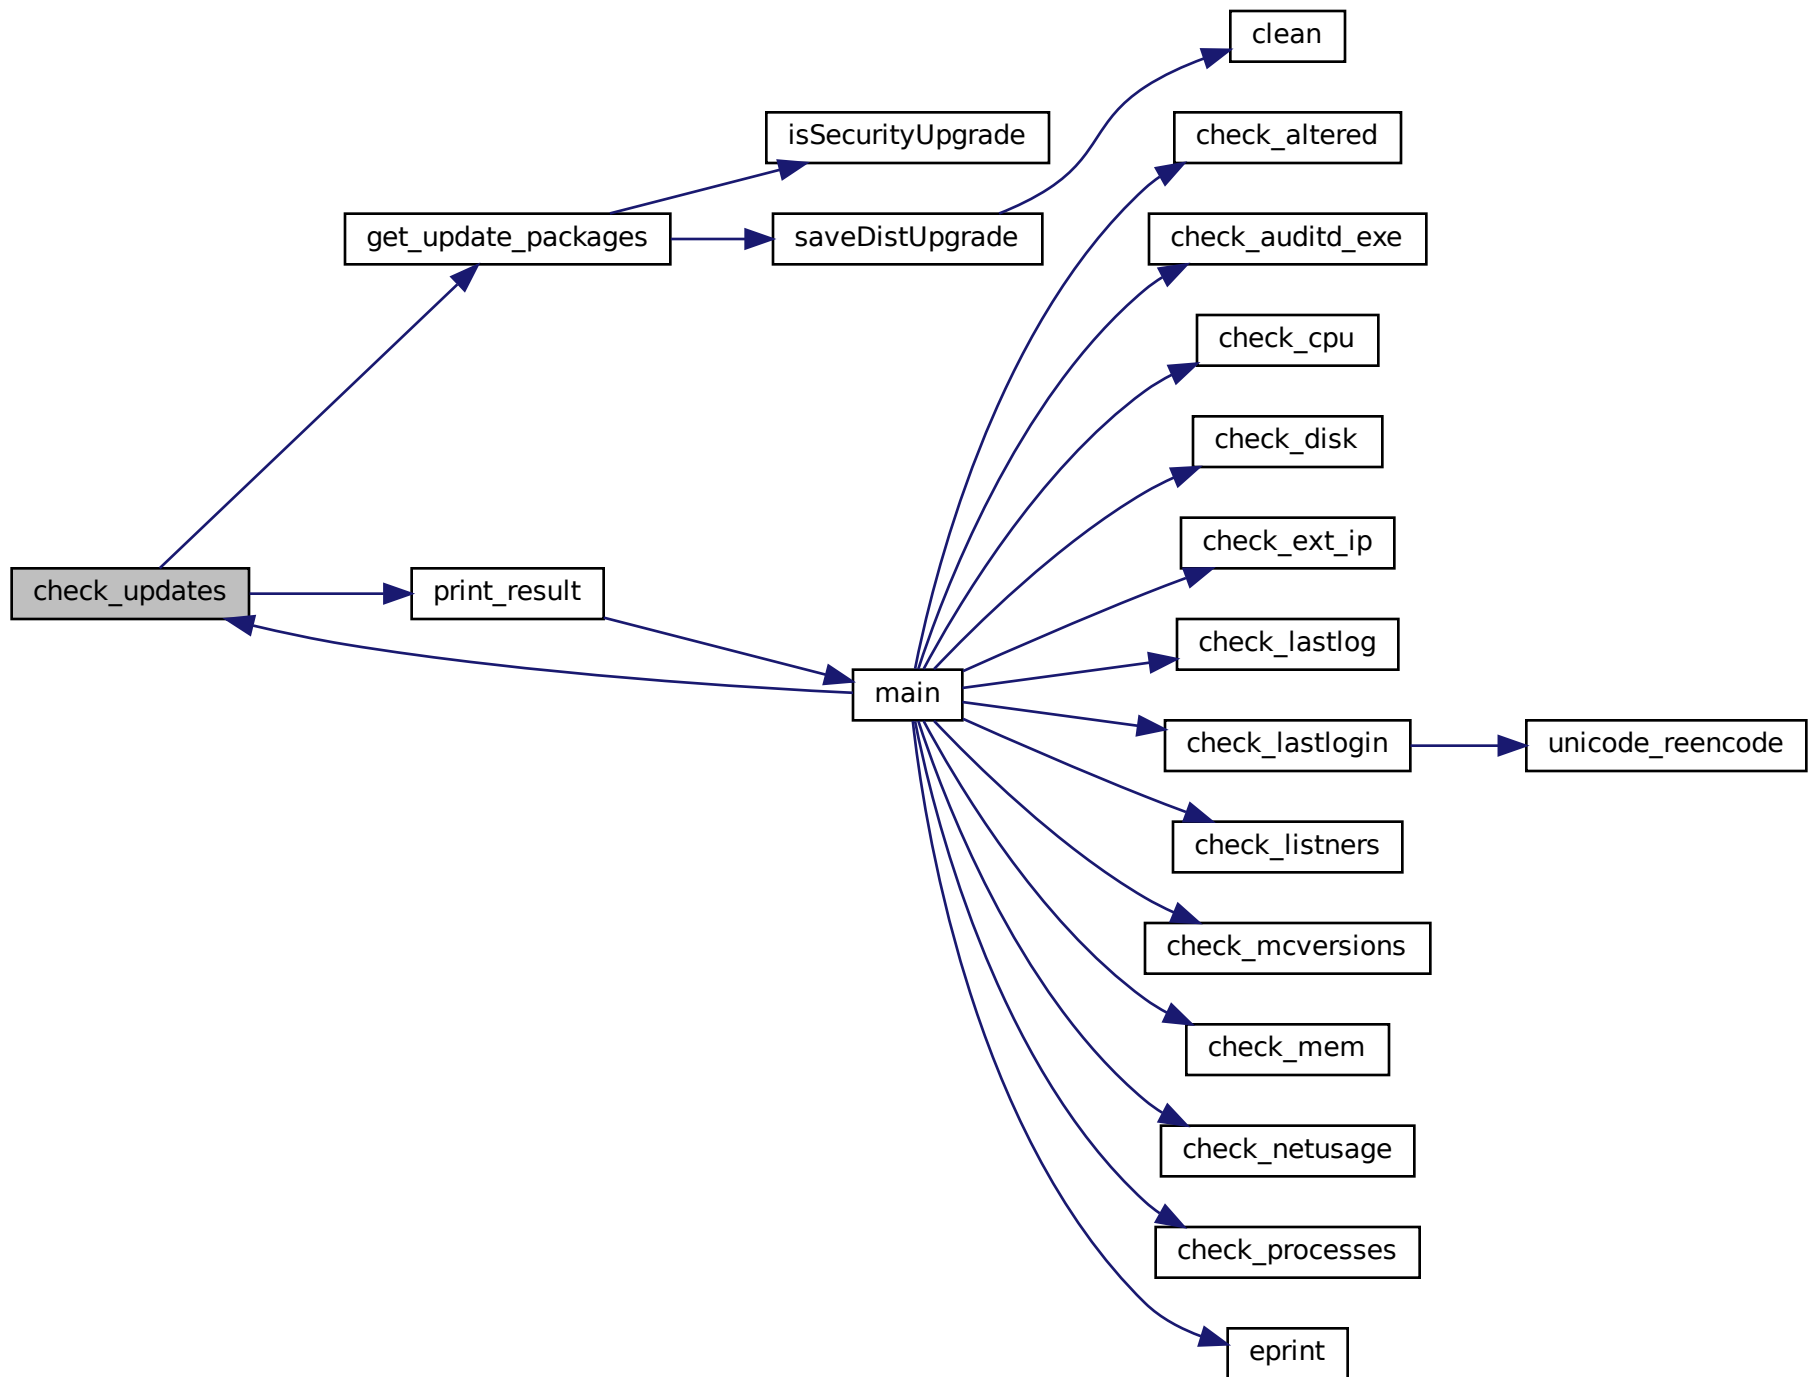 clean
isSecurityUpgrade
check_altered
get_update_packages
saveDistUpgrade
check_auditd_exe
check_cpu
check_disk
check_ext_ip
check_updates
print_result
check_lastlog
main
check_lastlogin
unicode_reencode
check_listners
check_mcversions
check_mem
check_netusage
check_processes
eprint